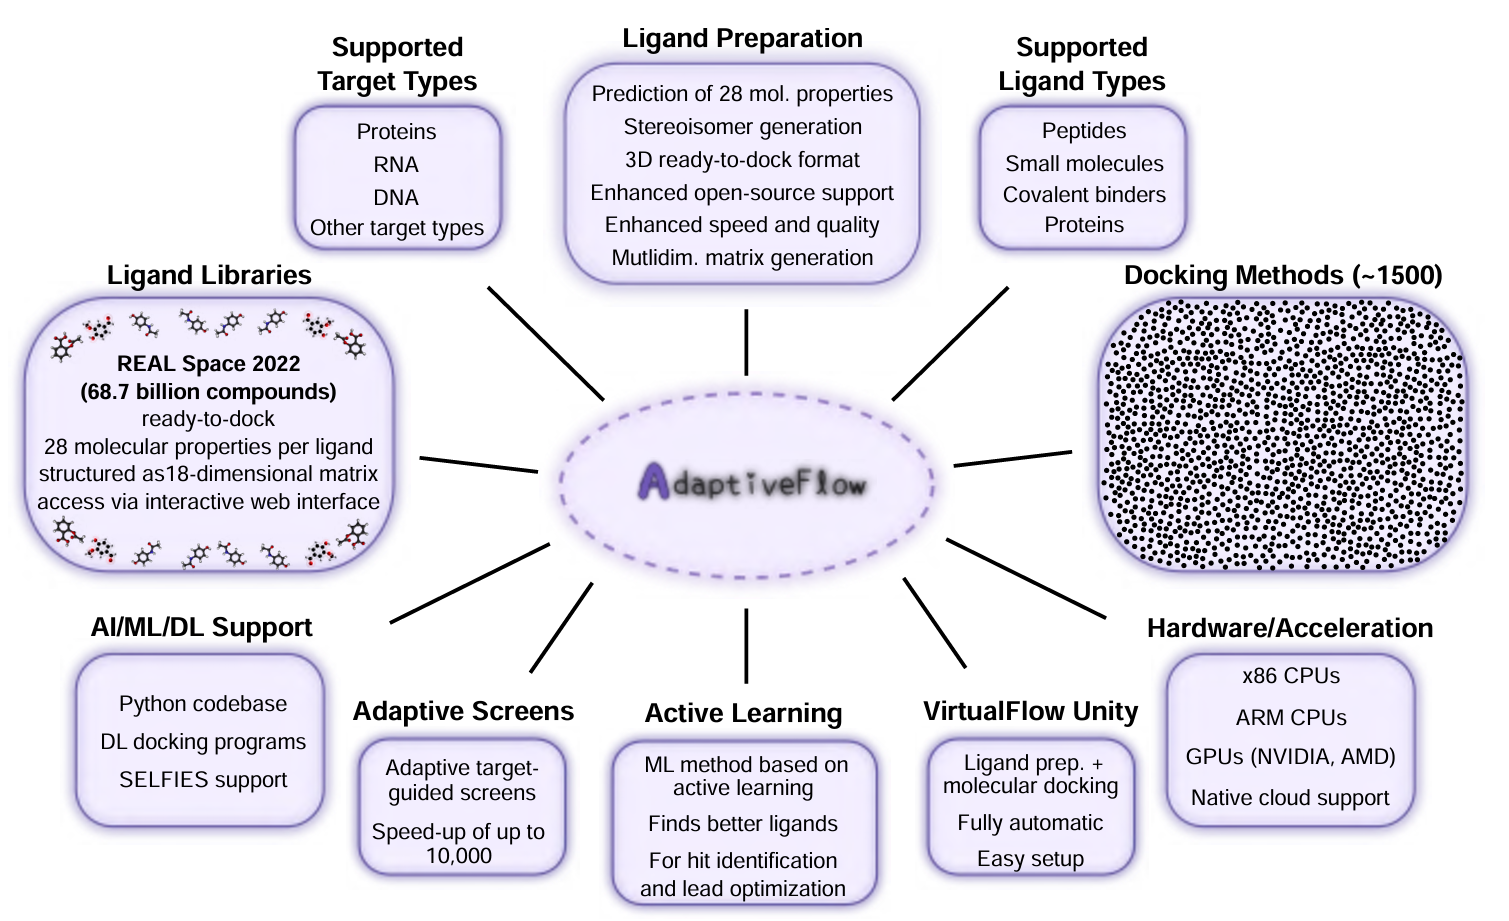 Supported
Target Types
Proteins
RNA
DNA
Other target types
Ligand Preparation
Prediction of 28 mol. properties
Stereoisomer generation
3D ready-to-dock format
Enhanced open-source support
Enhanced speed and quality
Mutlidim. matrix generation
Supported
Ligand Types
Peptides
Small molecules
Covalent binders
Proteins
Ligand Libraries
REAL Space 2022
(68.7 billion compounds)
ready-to-dock
28 molecular properties per ligand
structured as18-dimensional matrix
access via interactive web interface
AdaptiveFlow
Docking Methods (~1500)
AI/ML/DL Support
Python codebase
DL docking programs
SELFIES support
Adaptive Screens
Adaptive target-
guided screens
Speed-up of up to
10,000
Active Learning
ML method based on
active learning
Finds better ligands
For hit identification
and lead optimization
VirtualFlow Unity
Ligand prep. +
molecular docking
Fully automatic
Easy setup
Hardware/Acceleration
x86 CPUs
ARM CPUs
GPUs (NVIDIA, AMD)
Native cloud support